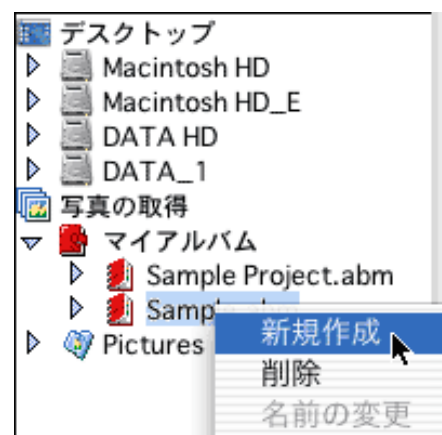 デスクトップ
Macintosh HD
Macintosh HD_E
DATA HD
DATA_1
写真の取得
マイアルバム
Sample Project.abm
Sample.abm
Pictures
新規作成
削除
名前の変更